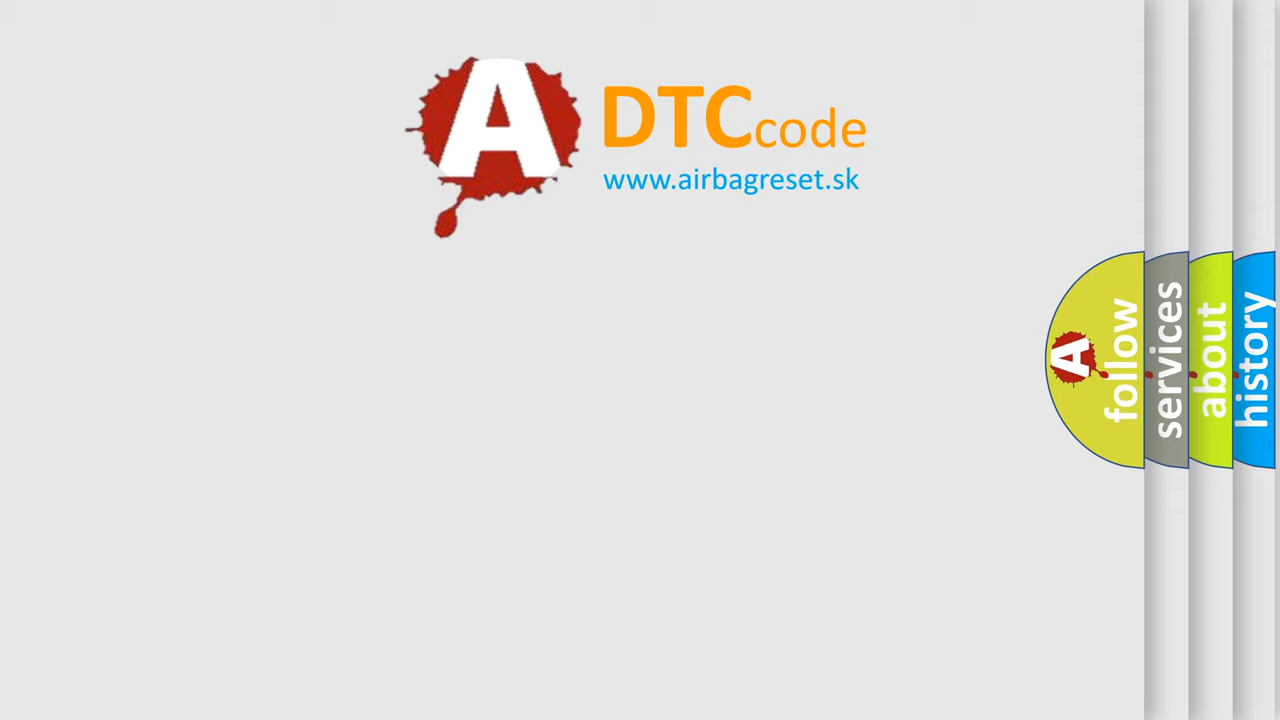 A
DTCcode
www.airbagreset.sk
A
follow
services
about
history